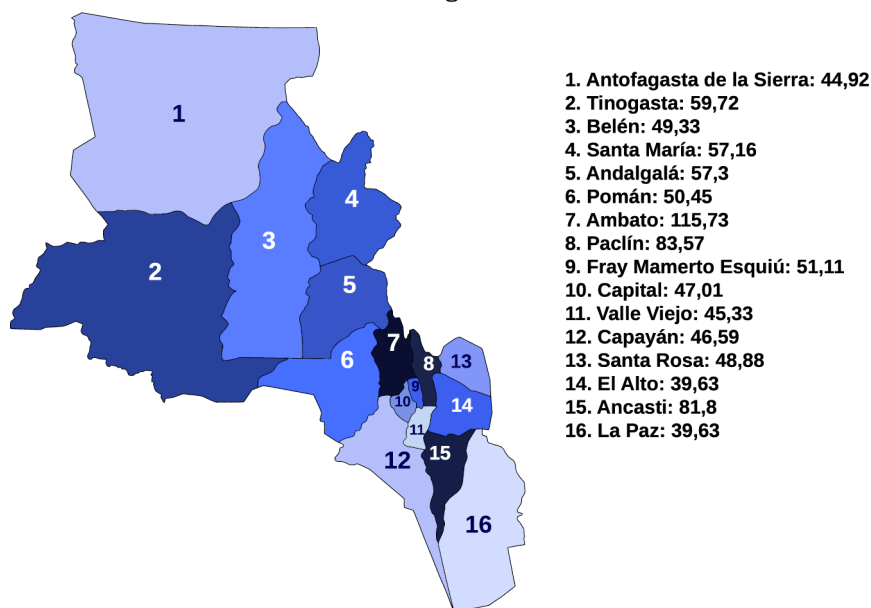 1
2
3
4
5
6
7
8
9
10
11
12
13
14
15
16
1. Antofagasta de la Sierra: 44,92
2. Tinogasta: 59,72
3. Belén: 49,33
4. Santa María: 57,16
5. Andalgalá: 57,3
6. Pomán: 50,45
7. Ambato: 115,73
8. Paclín: 83,57
9. Fray Mamerto Esquiú: 51,11
10. Capital: 47,01
11. Valle Viejo: 45,33
12. Capayán: 46,59
13. Santa Rosa: 48,88
14. El Alto: 39,63
15. Ancasti: 81,8
16. La Paz: 39,63